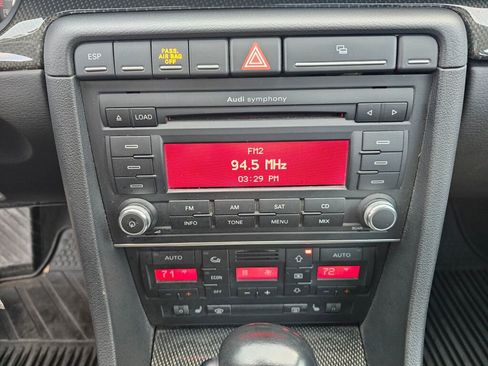 ESP
PASS.
AIR BAG
OFF
Audi symphony
LOAD
FM2
94.5 MHz
03:29 PM
FM AM SAT CD
INFO TONE MENU MIX
SCAN
AUTO AUTO
71 °F ECON 72 °F
OFF